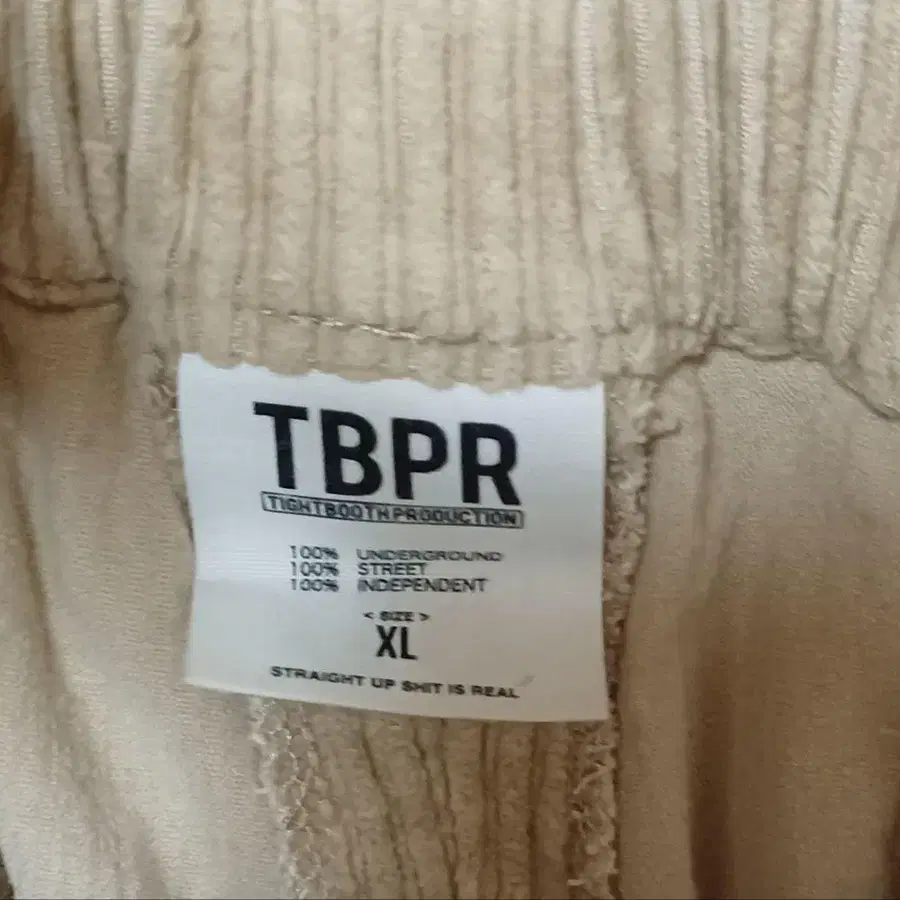 TBPR
TIGHTBOOTH PRODUCTION
100% UNDERGROUND
100% STREET
100% INDEPENDENT
< SIZE >
XL
STRAIGHT UP SHIT IS REAL